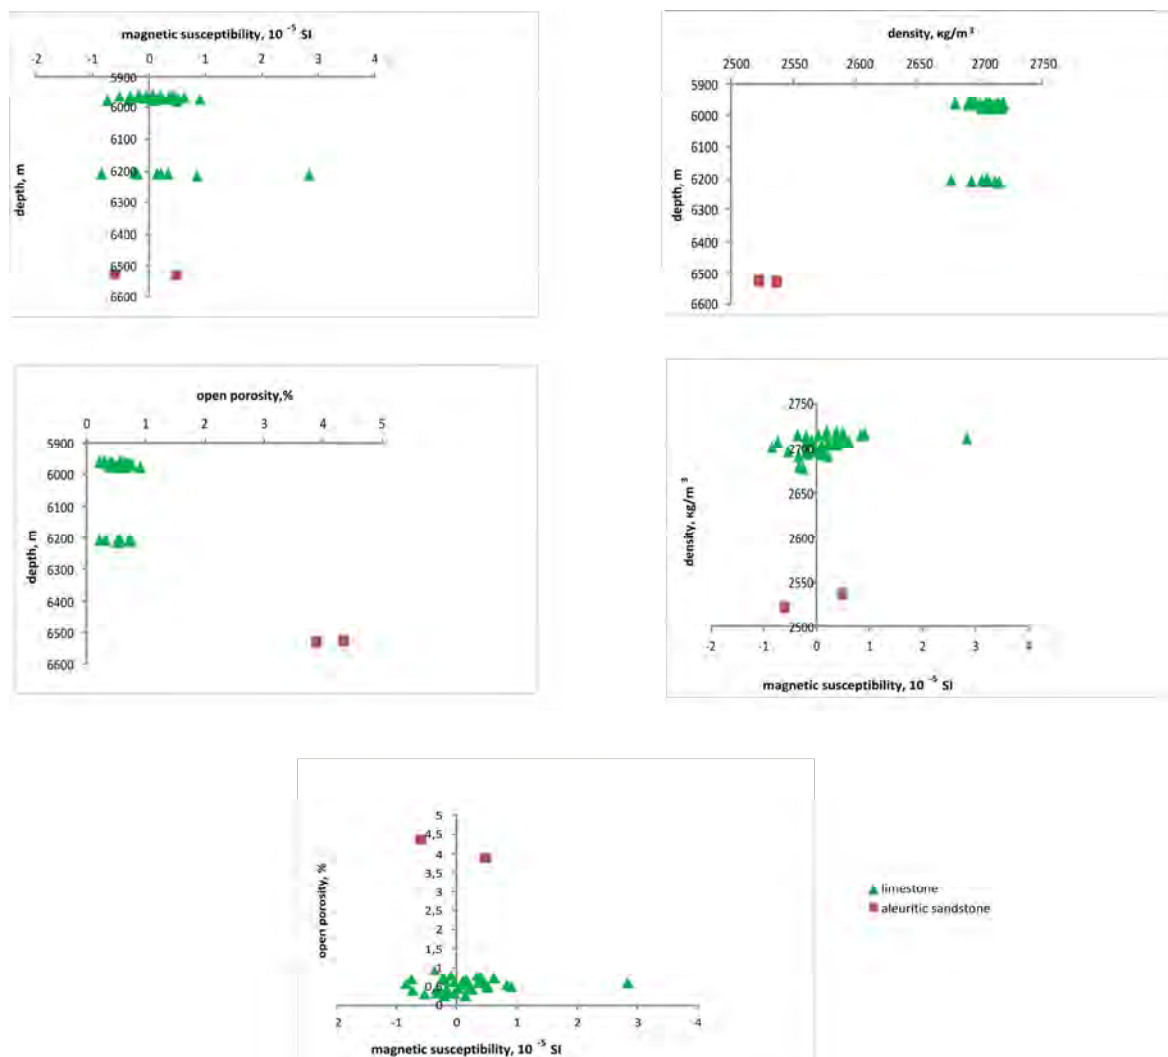 magnetic susceptibility, 10 ⁻⁵ SI
-2 -1 0 1 2 3 4
5900
6000
6100
6200
6300
6400
6500
6600
depth, m
density, кg/m³
2500 2550 2600 2650 2700 2750
5900
6000
6100
6200
6300
6400
6500
6600
depth, m
open porosity,%
0 1 2 3 4 5
5900
6000
6100
6200
6300
6400
6500
6600
depth, m
2750
2700
2650
2600
2550
2500
density, кg/m ³
-2 -1 0 1 2 3 4
magnetic susceptibility, 10 ⁻⁵ SI
5
4,5
4
3,5
3
2,5
2
1,5
1
0,5
0
open porosity, %
2 -1 0 1 2 3 -4
magnetic susceptibility, 10 ⁻⁵ SI
limestone
aleuritic sandstone